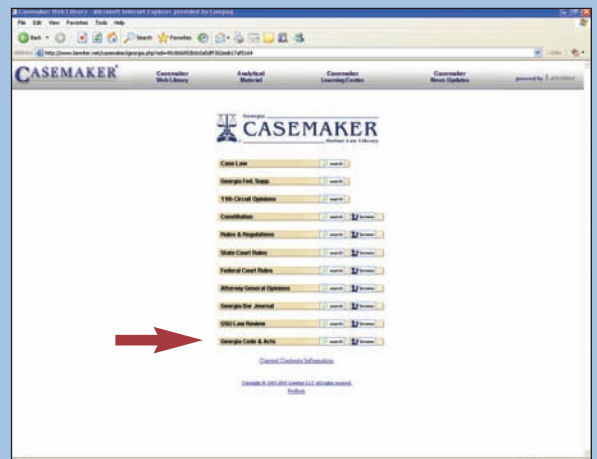 Casemaker Web Library - Microsoft Internet Explorer provided by Compaq
File Edit View Favorites Tools Help
Back Search Favorites
Address
Links
CASEMAKER Casemaker Web Library Analytical Material Casemaker Learning Center Casemaker News Updates powered by Lawriter
Georgia
CASEMAKER
Online Law Library
Case Law search
Georgia Fed. Supp. search
11th Circuit Opinions search
Constitution search browse
Rules & Regulations search browse
State Court Rules search browse
Federal Court Rules search browse
Attorney General Opinions search browse
Georgia Bar Journal search browse
GSU Law Review search browse
Georgia Code & Acts search browse
Current Contents Information